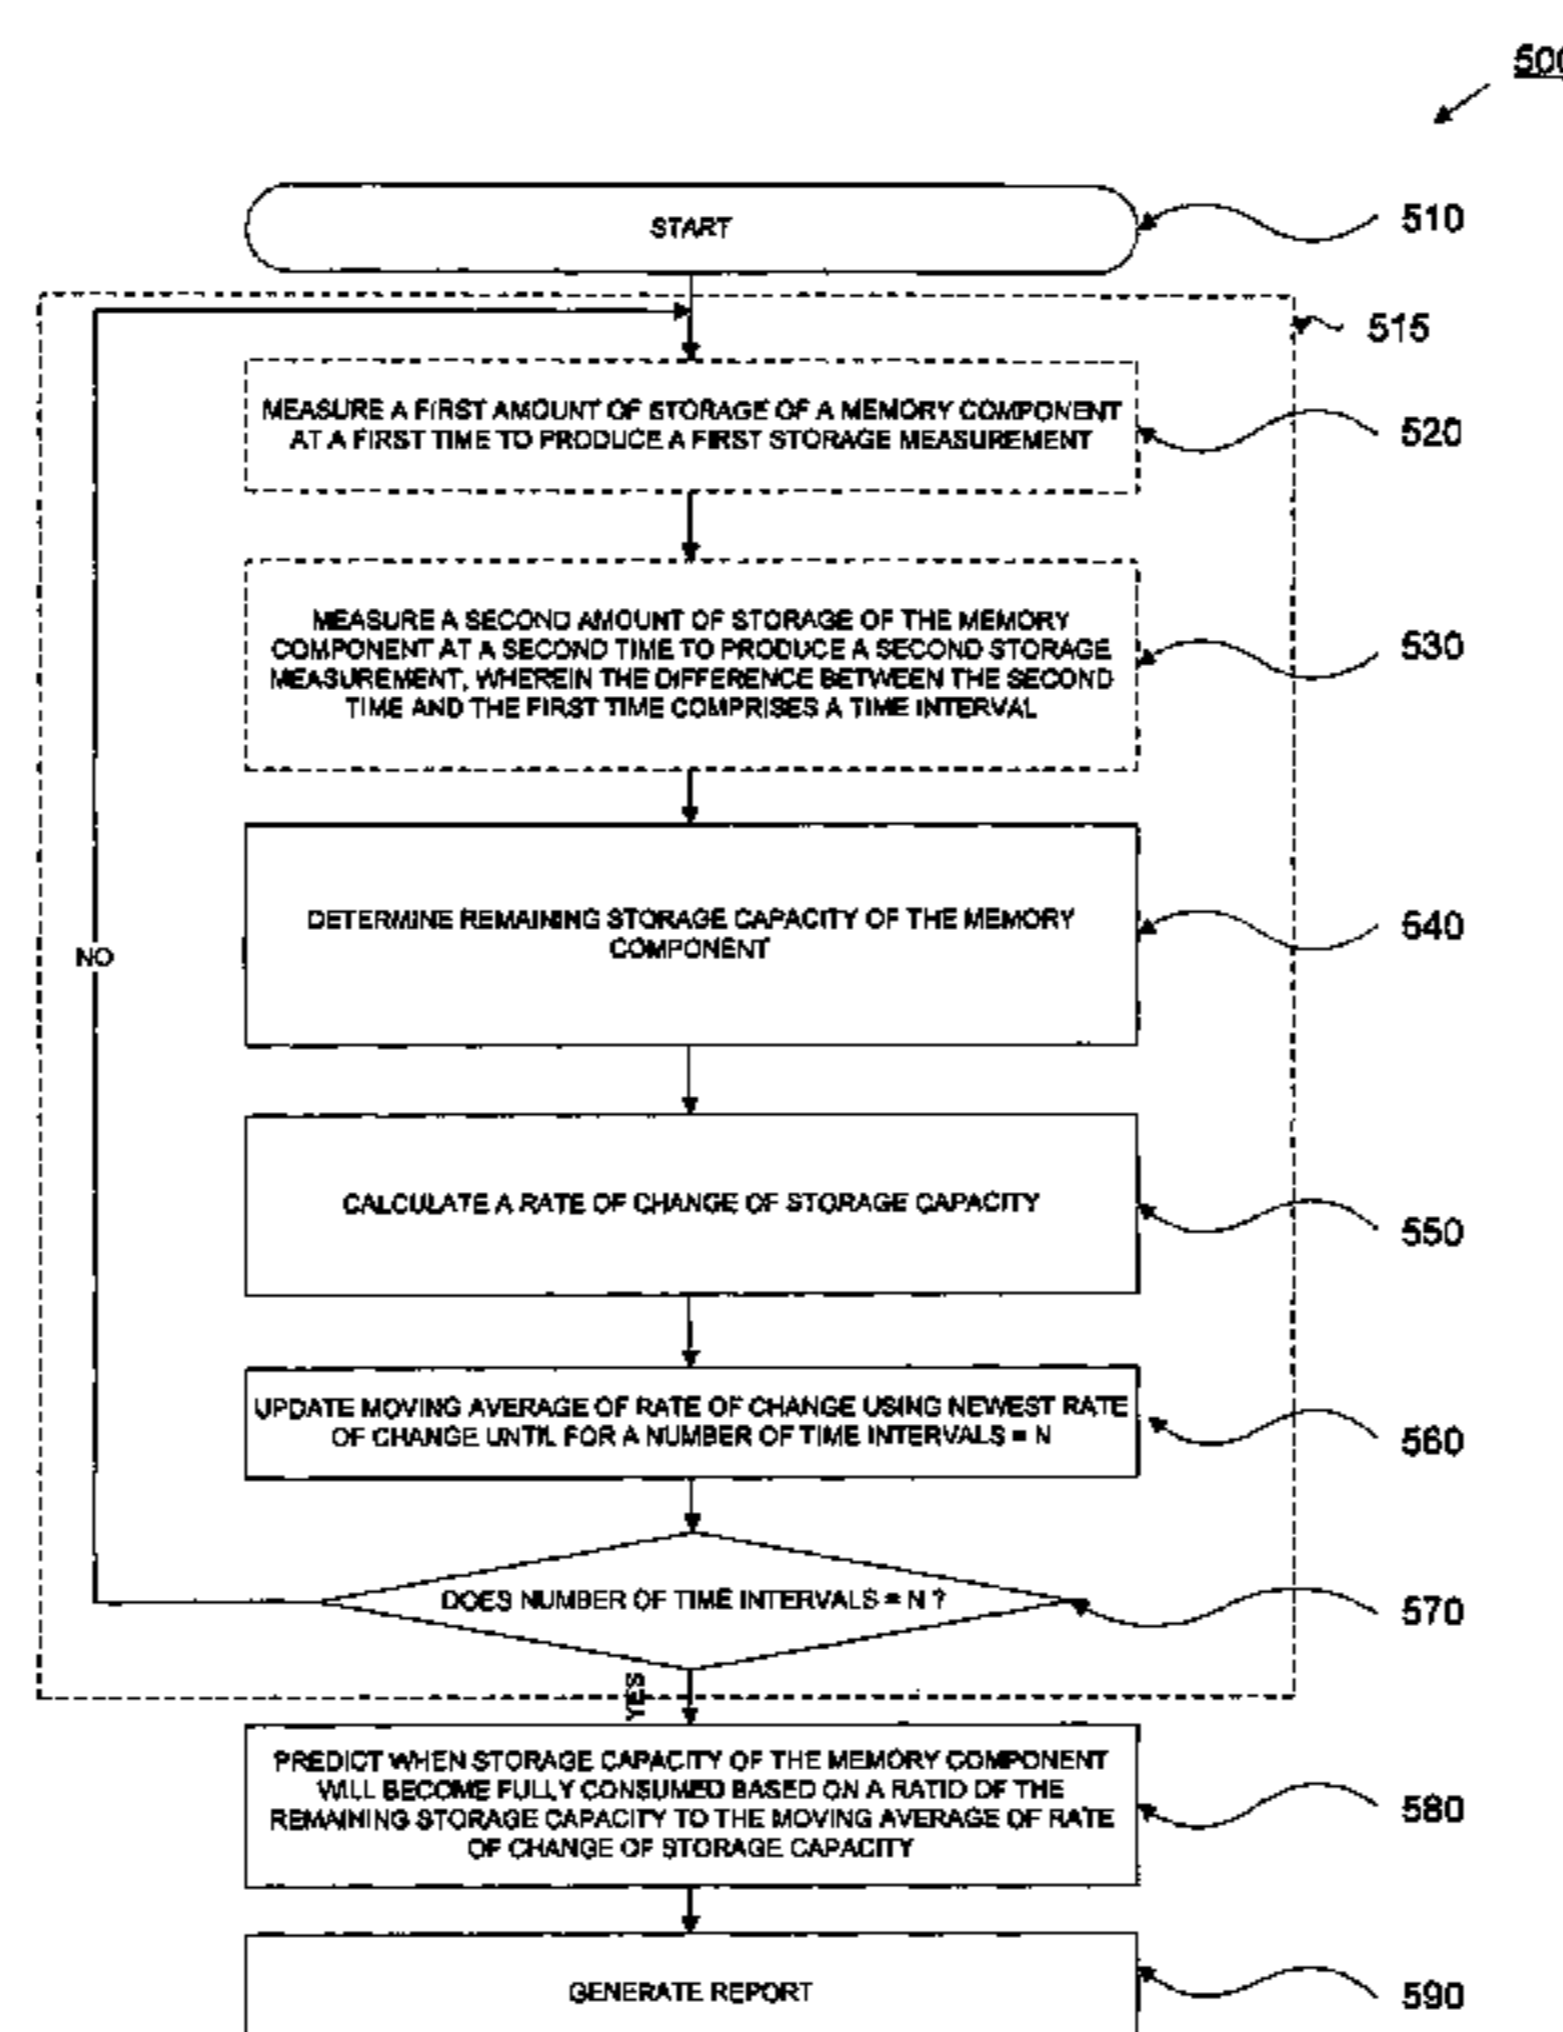 500
START
510
515
MEASURE A FIRST AMOUNT OF STORAGE OF A MEMORY COMPONENT
AT A FIRST TIME TO PRODUCE A FIRST STORAGE MEASUREMENT
520
MEASURE A SECOND AMOUNT OF STORAGE OF THE MEMORY
COMPONENT AT A SECOND TIME TO PRODUCE A SECOND STORAGE
MEASUREMENT, WHEREIN THE DIFFERENCE BETWEEN THE SECOND
TIME AND THE FIRST TIME COMPRISES A TIME INTERVAL
530
DETERMINE REMAINING STORAGE CAPACITY OF THE MEMORY
COMPONENT
540
NO
CALCULATE A RATE OF CHANGE OF STORAGE CAPACITY
550
UPDATE MOVING AVERAGE OF RATE OF CHANGE USING NEWEST RATE
OF CHANGE UNTIL FOR A NUMBER OF TIME INTERVALS = N
560
DOES NUMBER OF TIME INTERVALS = N ?
570
YES
PREDICT WHEN STORAGE CAPACITY OF THE MEMORY COMPONENT
WILL BECOME FULLY CONSUMED BASED ON A RATIO OF THE
REMAINING STORAGE CAPACITY TO THE MOVING AVERAGE OF RATE
OF CHANGE OF STORAGE CAPACITY
580
GENERATE REPORT
590